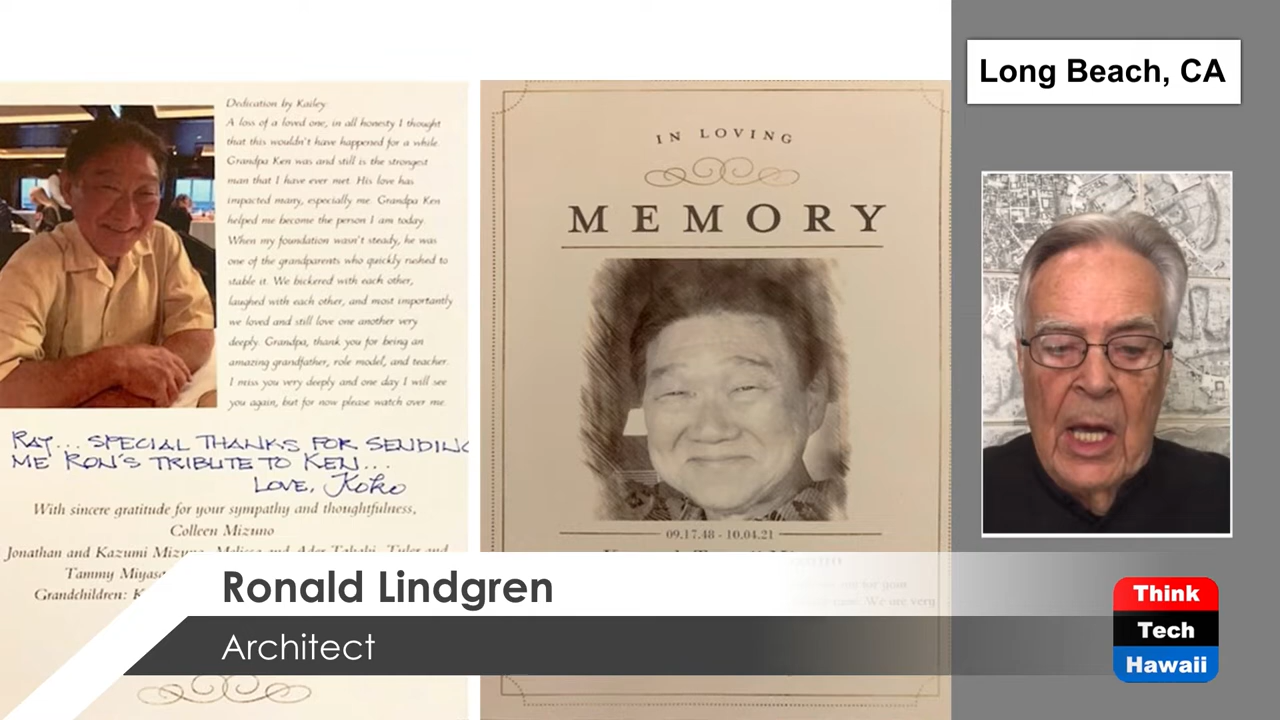 Dedication by Kailey
A loss of a loved one, in all honesty I thought
that this wouldn't have happened for a while.
Grandpa Ken was and still is the strongest
man that I have ever met. His love has
impacted many, especially me. Grandpa Ken
helped me become the person I am today.
When my foundation wasn't steady, he was
one of the grandparents who quickly rushed to
stable it. We bickered with each other,
laughed with each other, and most importantly
we loved and still love one another very
deeply. Grandpa, thank you for being an
amazing grandfather, role model, and teacher.
I miss you very deeply and one day I will see
you again, but for now please watch over me.
RAY... SPECIAL THANKS FOR SENDING
ME RON'S TRIBUTE TO KEN...
LOVE, Koko
With sincere gratitude for your sympathy and thoughtfulness,
Colleen Mizuno
Jonathan and Kazumi Mizuno, Melissa and
Tammy
Grandchildren:
IN LOVING
MEMORY
09.17.48 - 10.04.21
Ronald Lindgren
Architect
Long Beach, CA
Think
Tech
Hawaii